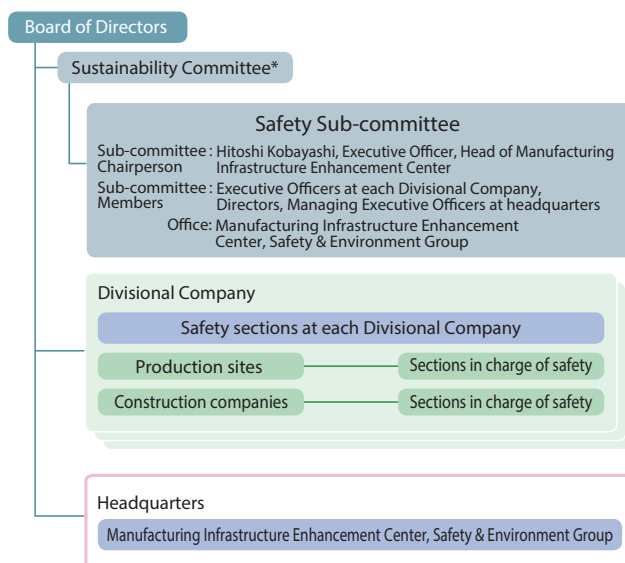 Board of Directors
Sustainability Committee*
Safety Sub-committee
Sub-committee Chairperson : Hitoshi Kobayashi, Executive Officer, Head of Manufacturing
Infrastructure Enhancement Center
Sub-committee Members : Executive Officers at each Divisional Company,
Directors, Managing Executive Officers at headquarters
Office: Manufacturing Infrastructure Enhancement
Center, Safety & Environment Group
Divisional Company
Safety sections at each Divisional Company
Production sites Sections in charge of safety
Construction companies Sections in charge of safety
Headquarters
Manufacturing Infrastructure Enhancement Center, Safety & Environment Group